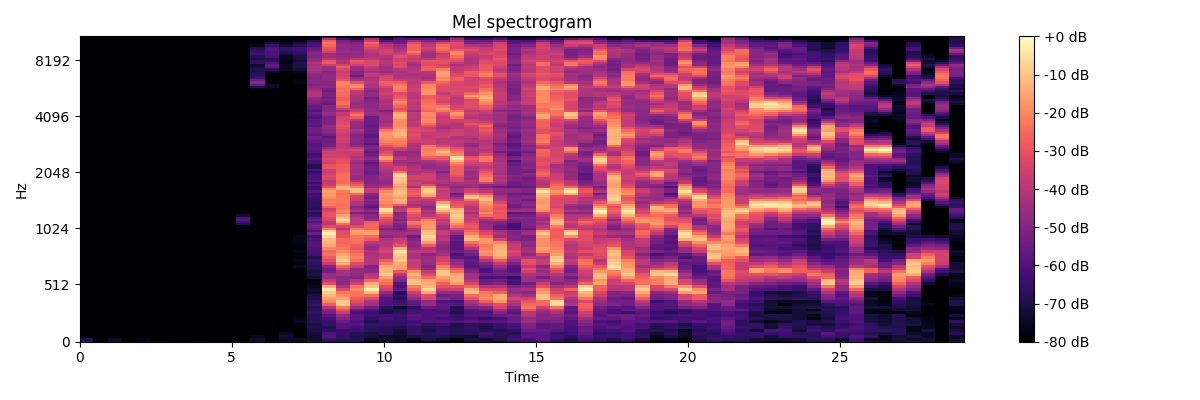 Mel spectrogram
8192
4096
2048
1024
512
0
Hz
0 5 10 15 20 25
Time
+0 dB
-10 dB
-20 dB
-30 dB
-40 dB
-50 dB
-60 dB
-70 dB
-80 dB